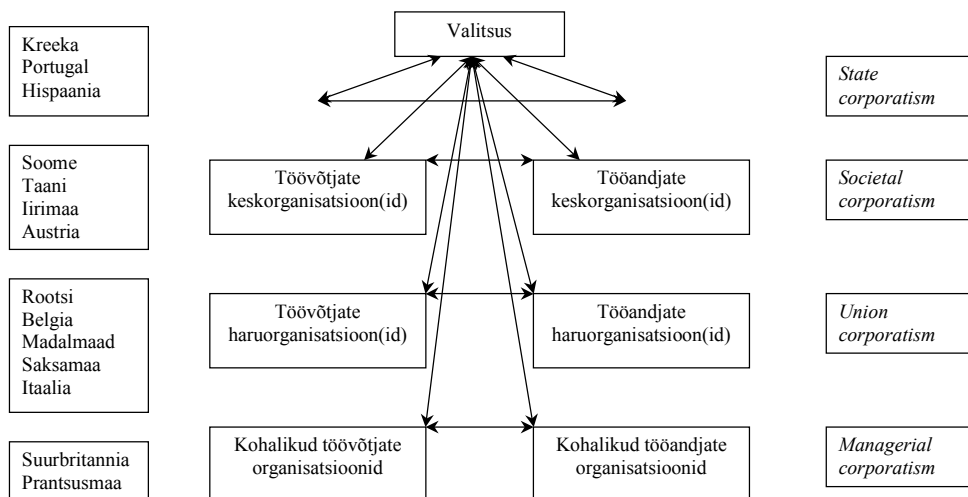 Valitsus
Kreeka
Portugal
Hispaania
State
corporatism
Soome
Taani
Iirimaa
Austria
Töövõtjate
keskorganisatsioon(id)
Tööandjate
keskorganisatsioon(id)
Societal
corporatism
Rootsi
Belgia
Madalmaad
Saksamaa
Itaalia
Töövõtjate
haruorganisatsioon(id)
Tööandjate
haruorganisatsioon(id)
Union
corporatism
Suurbritannia
Prantsusmaa
Kohalikud töövõtjate
organisatsioonid
Kohalikud tööandjate
organisatsioonid
Managerial
corporatism